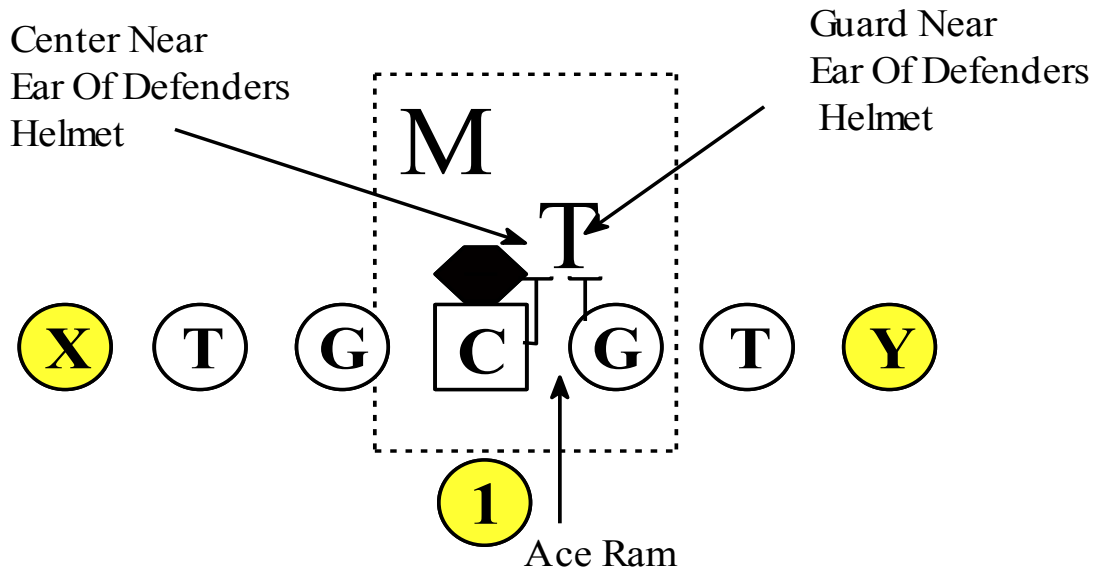 Center Near
Ear Of Defenders
Helmet
Guard Near
Ear Of Defenders
Helmet
M
T
X T G C G T Y
1
Ace Ram